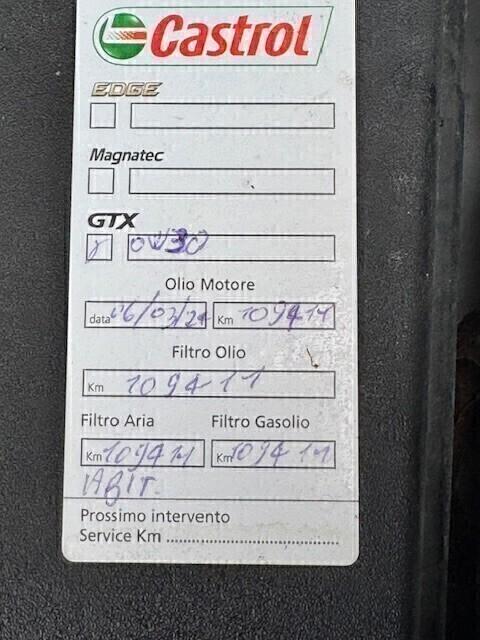 Castrol
EDGE
Magnatec
GTX
X 0W30
Olio Motore
data 06/03/24 Km 109411
Filtro Olio
Km 109411
Filtro Aria Filtro Gasolio
Km 109411 Km 109411
ABIT.
Prossimo intervento
Service Km